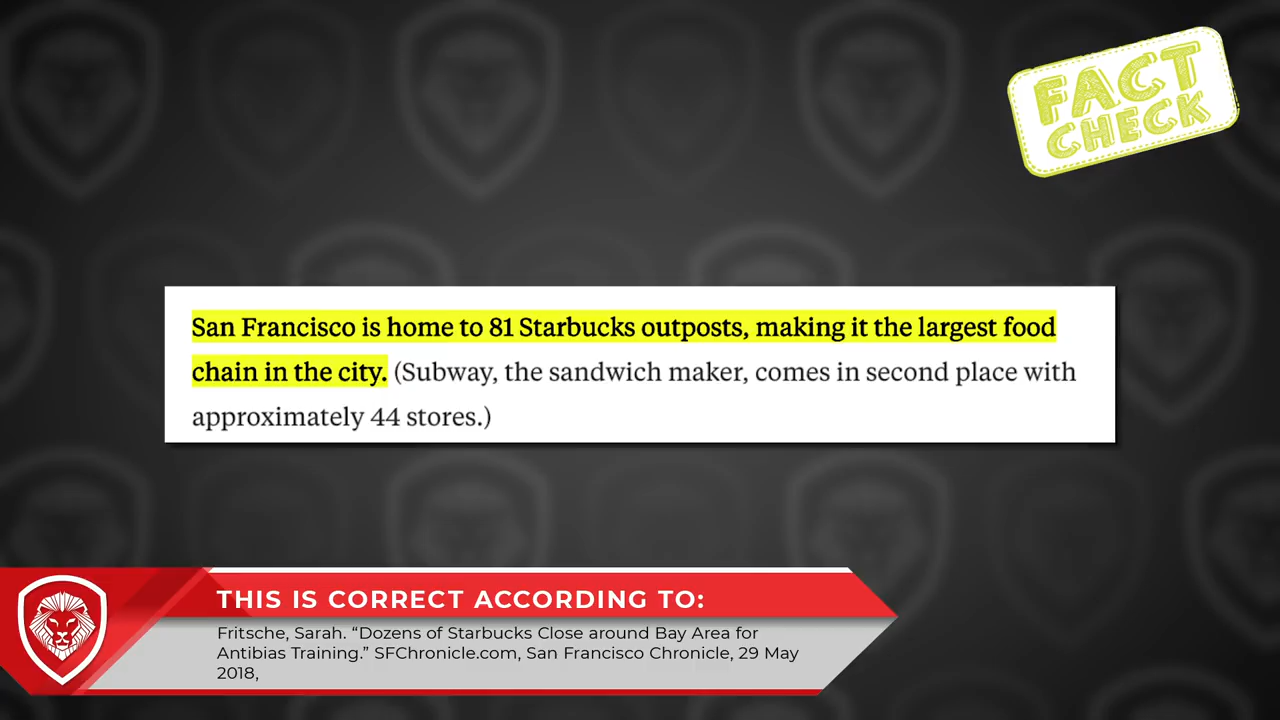 FACT
CHECK
San Francisco is home to 81 Starbucks outposts, making it the largest food
chain in the city. (Subway, the sandwich maker, comes in second place with
approximately 44 stores.)
THIS IS CORRECT ACCORDING TO:
Fritsche, Sarah. “Dozens of Starbucks Close around Bay Area for
Antibias Training.” SFChronicle.com, San Francisco Chronicle, 29 May
2018,